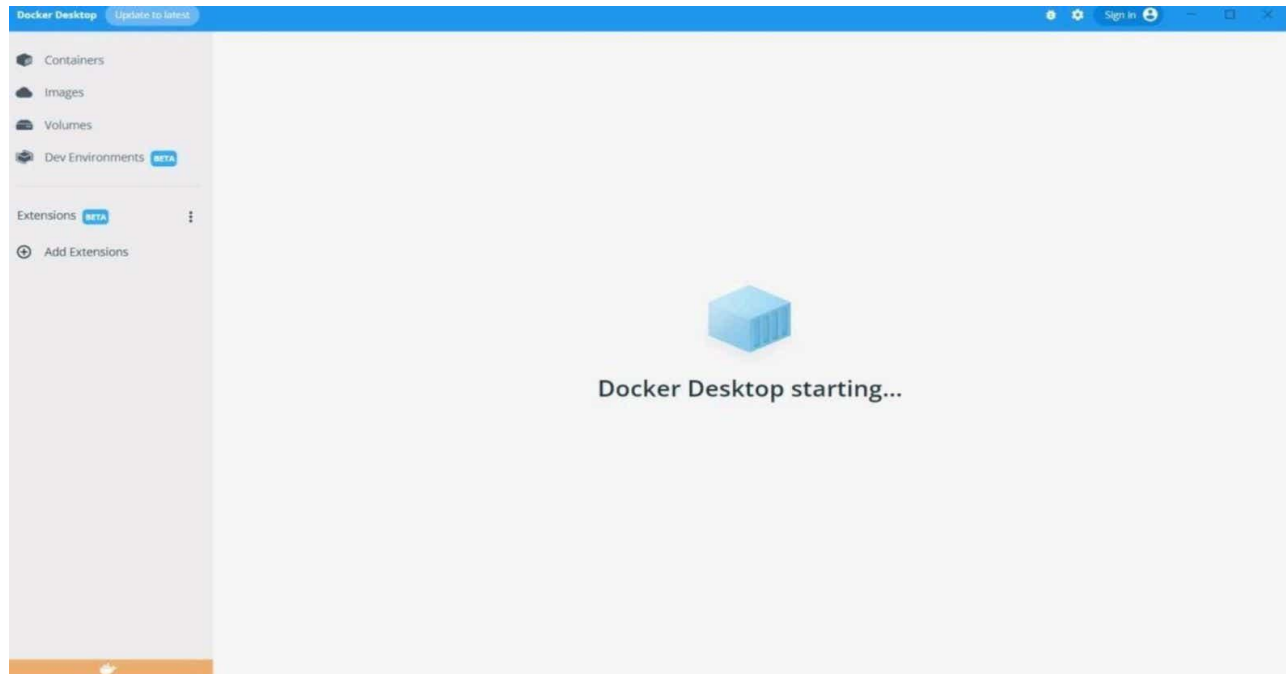 Docker Desktop Update to latest Sign in
Containers
Images
Volumes
Dev Environments BETA
Extensions BETA
Add Extensions
Docker Desktop starting...